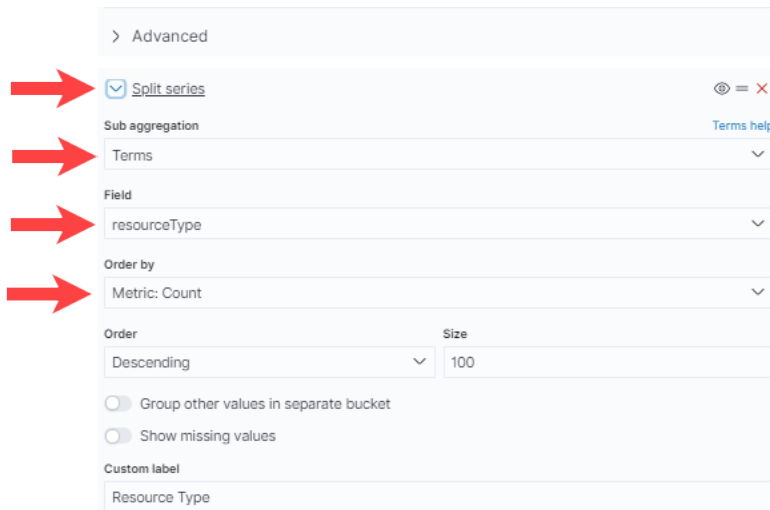 Advanced
Split series
Sub aggregation Terms help
Terms
Field
resourceType
Order by
Metric: Count
Order Size
Descending 100
Group other values in separate bucket
Show missing values
Custom label
Resource Type